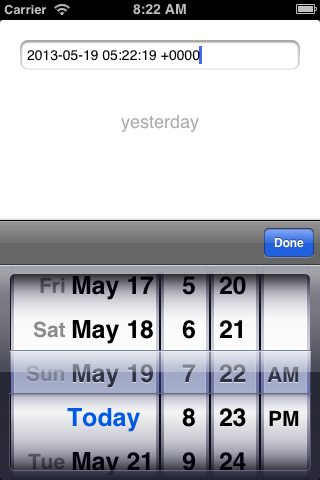 Carrier 8:22 AM
2013-05-19 05:22:19 +0000
yesterday
Done
Fri May 17 5 20
Sat May 18 6 21
Sun May 19 7 22 AM
Today 8 23 PM
Tue May 21 9 24